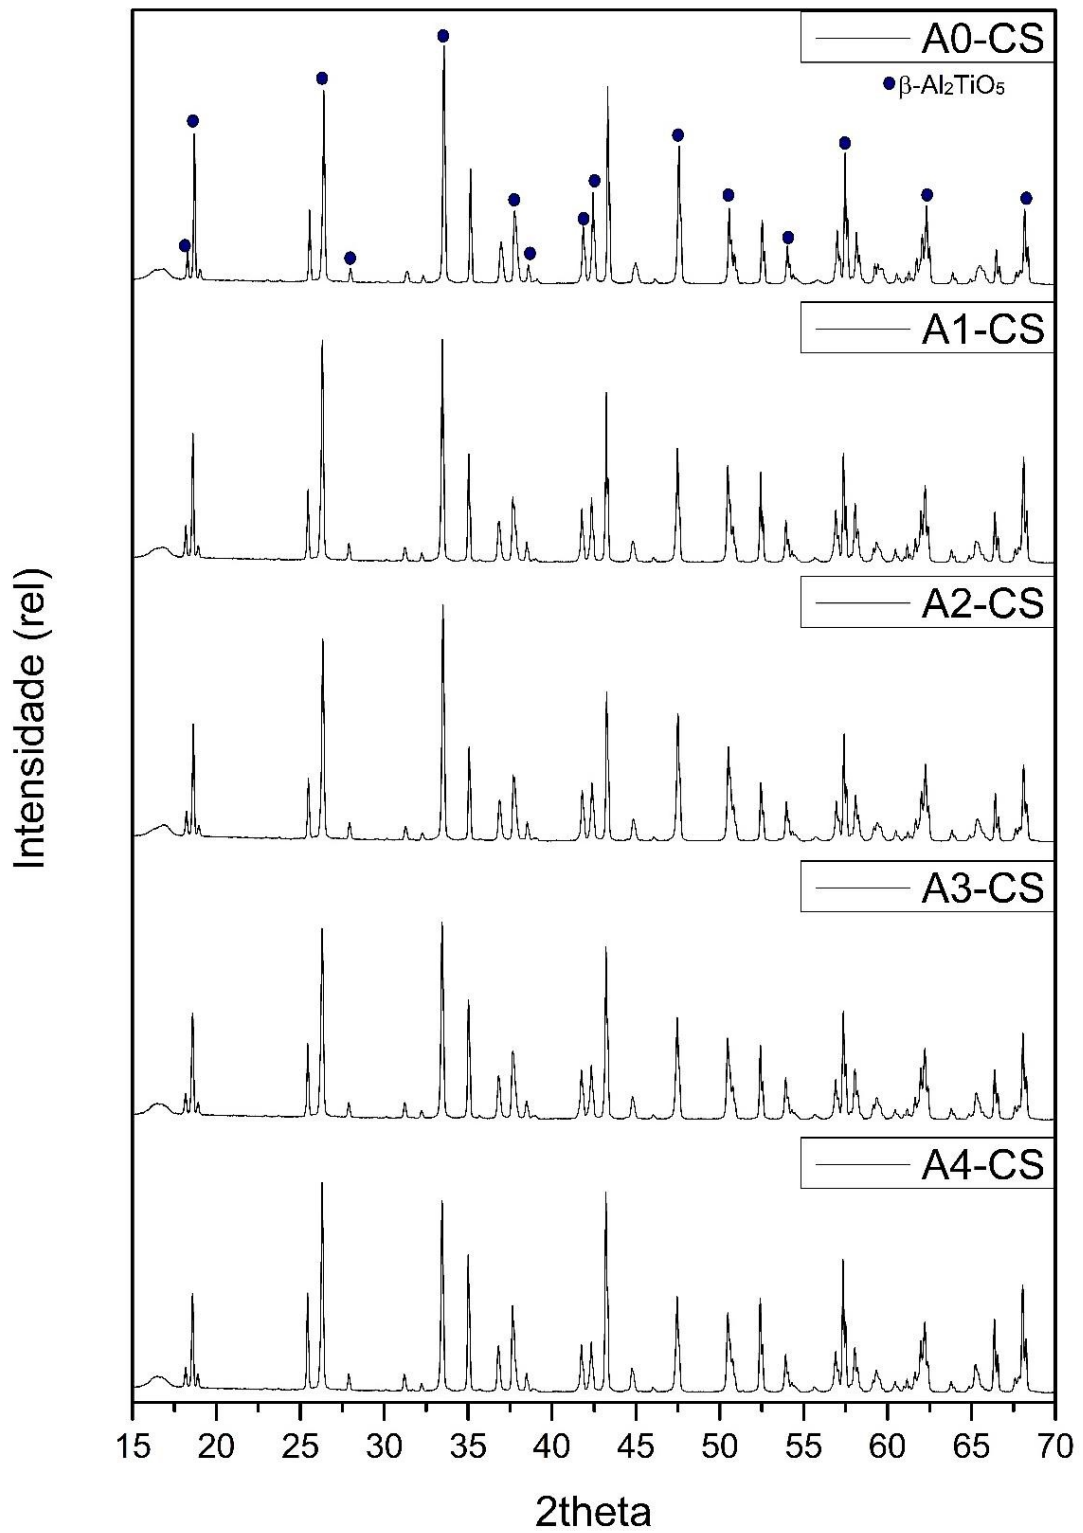 A0-CS
β-Al₂TiO₅
A1-CS
A2-CS
A3-CS
A4-CS
Intensidade (rel)
15 20 25 30 35 40 45 50 55 60 65 70
2theta